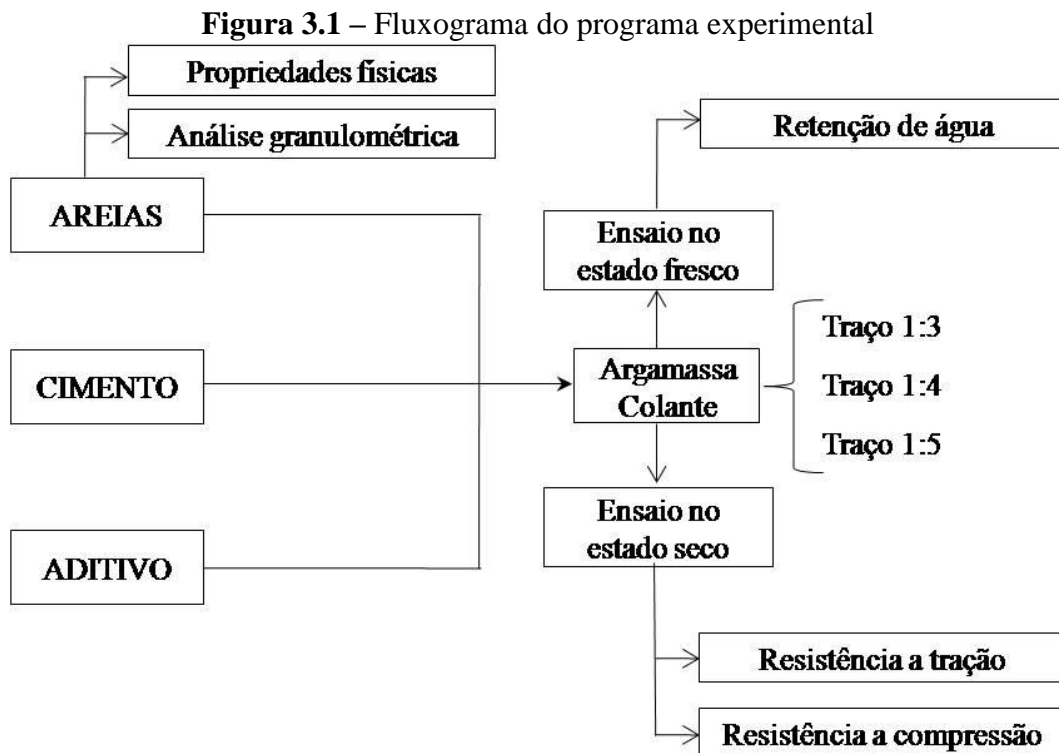 Figura 3.1 – Fluxograma do programa experimental
Propriedades físicas
Análise granulométrica
AREIAS
CIMENTO
ADITIVO
Retenção de água
Ensaio no
estado fresco
Argamassa
Colante
Traço 1:3
Traço 1:4
Traço 1:5
Ensaio no
estado seco
Resistência a tração
Resistência a compressão